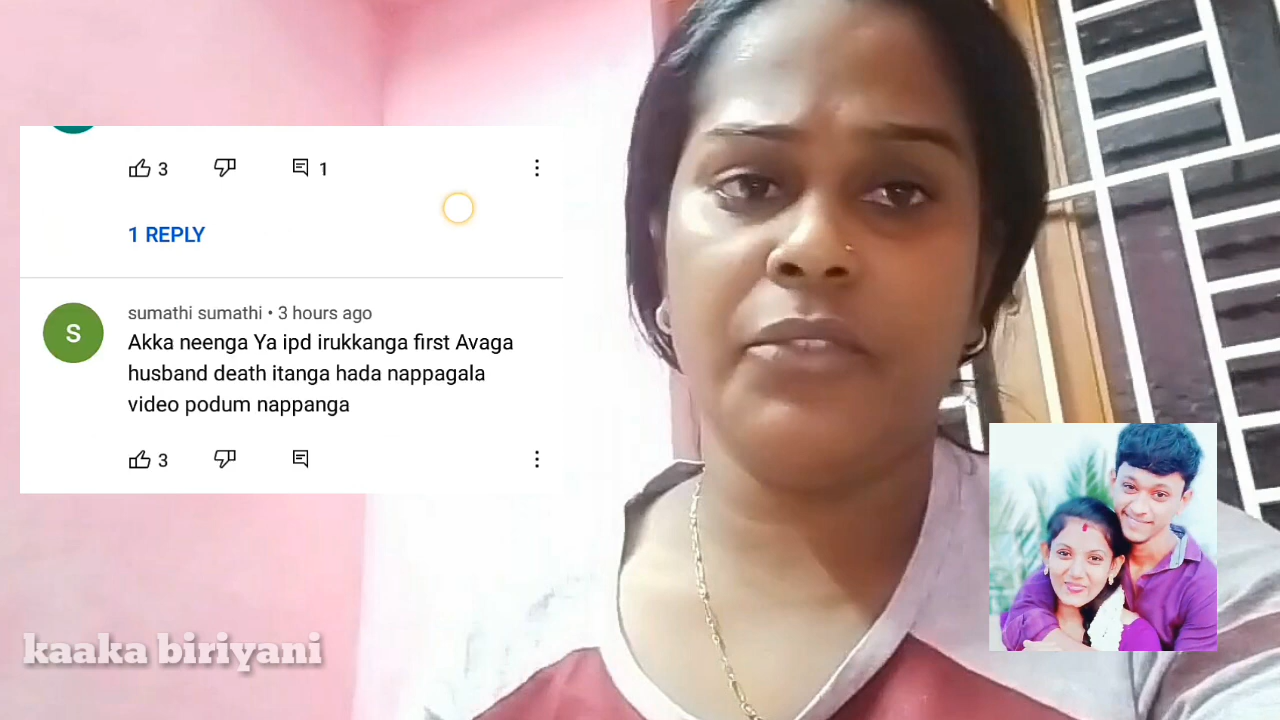 3
1
1 REPLY
S
sumathi sumathi • 3 hours ago
Akka neenga Ya ipd irukkanga first Avaga
husband death itanga hada nappagala
video podum nappanga
3
kaaka biriyani